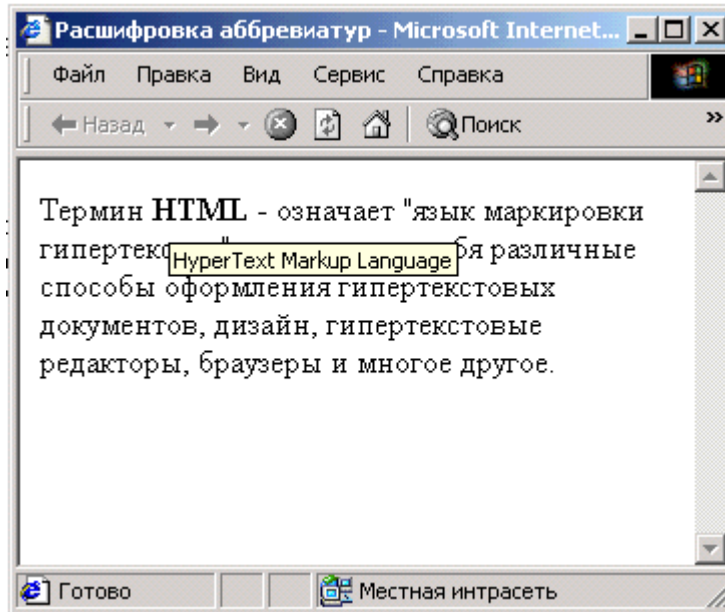 Расшифровка аббревиатур - Microsoft Internet...
Файл Правка Вид Сервис Справка
Назад Поиск »
Термин HTML - означает "язык маркировки
гипертекс бя различные
HyperText Markup Language
способы оформления гипертекстовых
документов, дизайн, гипертекстовые
редакторы, браузеры и многое другое.
Готово Местная интрасеть